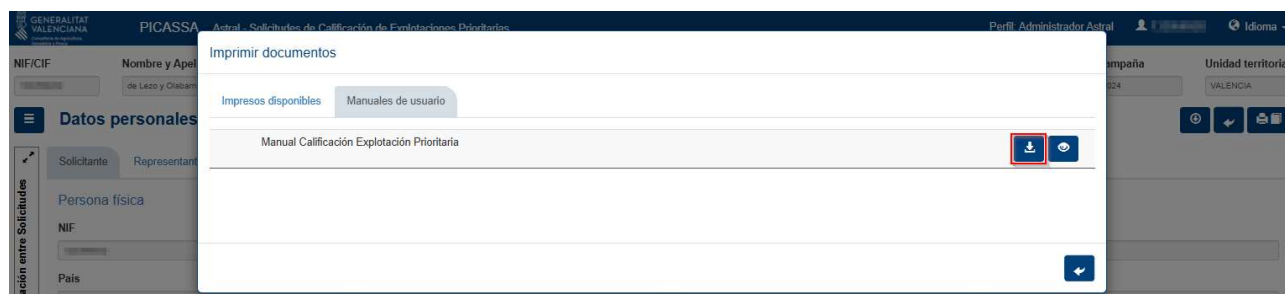 GENERALITAT
VALENCIANA
PICASSA
Astral - Solicitudes de Calificación de Explotaciones Prioritarias
Perfil: Administrador Astral
Idioma
Imprimir documentos
NIF/CIF
Nombre y Apel
ampaña
Unidad territoria
de Lezo y Olabarri
024
VALENCIA
Impresos disponibles
Manuales de usuario
Datos personales
Manual Calificación Explotación Prioritaria
Solicitante
Representant
Persona física
NIF
País
ación entre Solicitudes